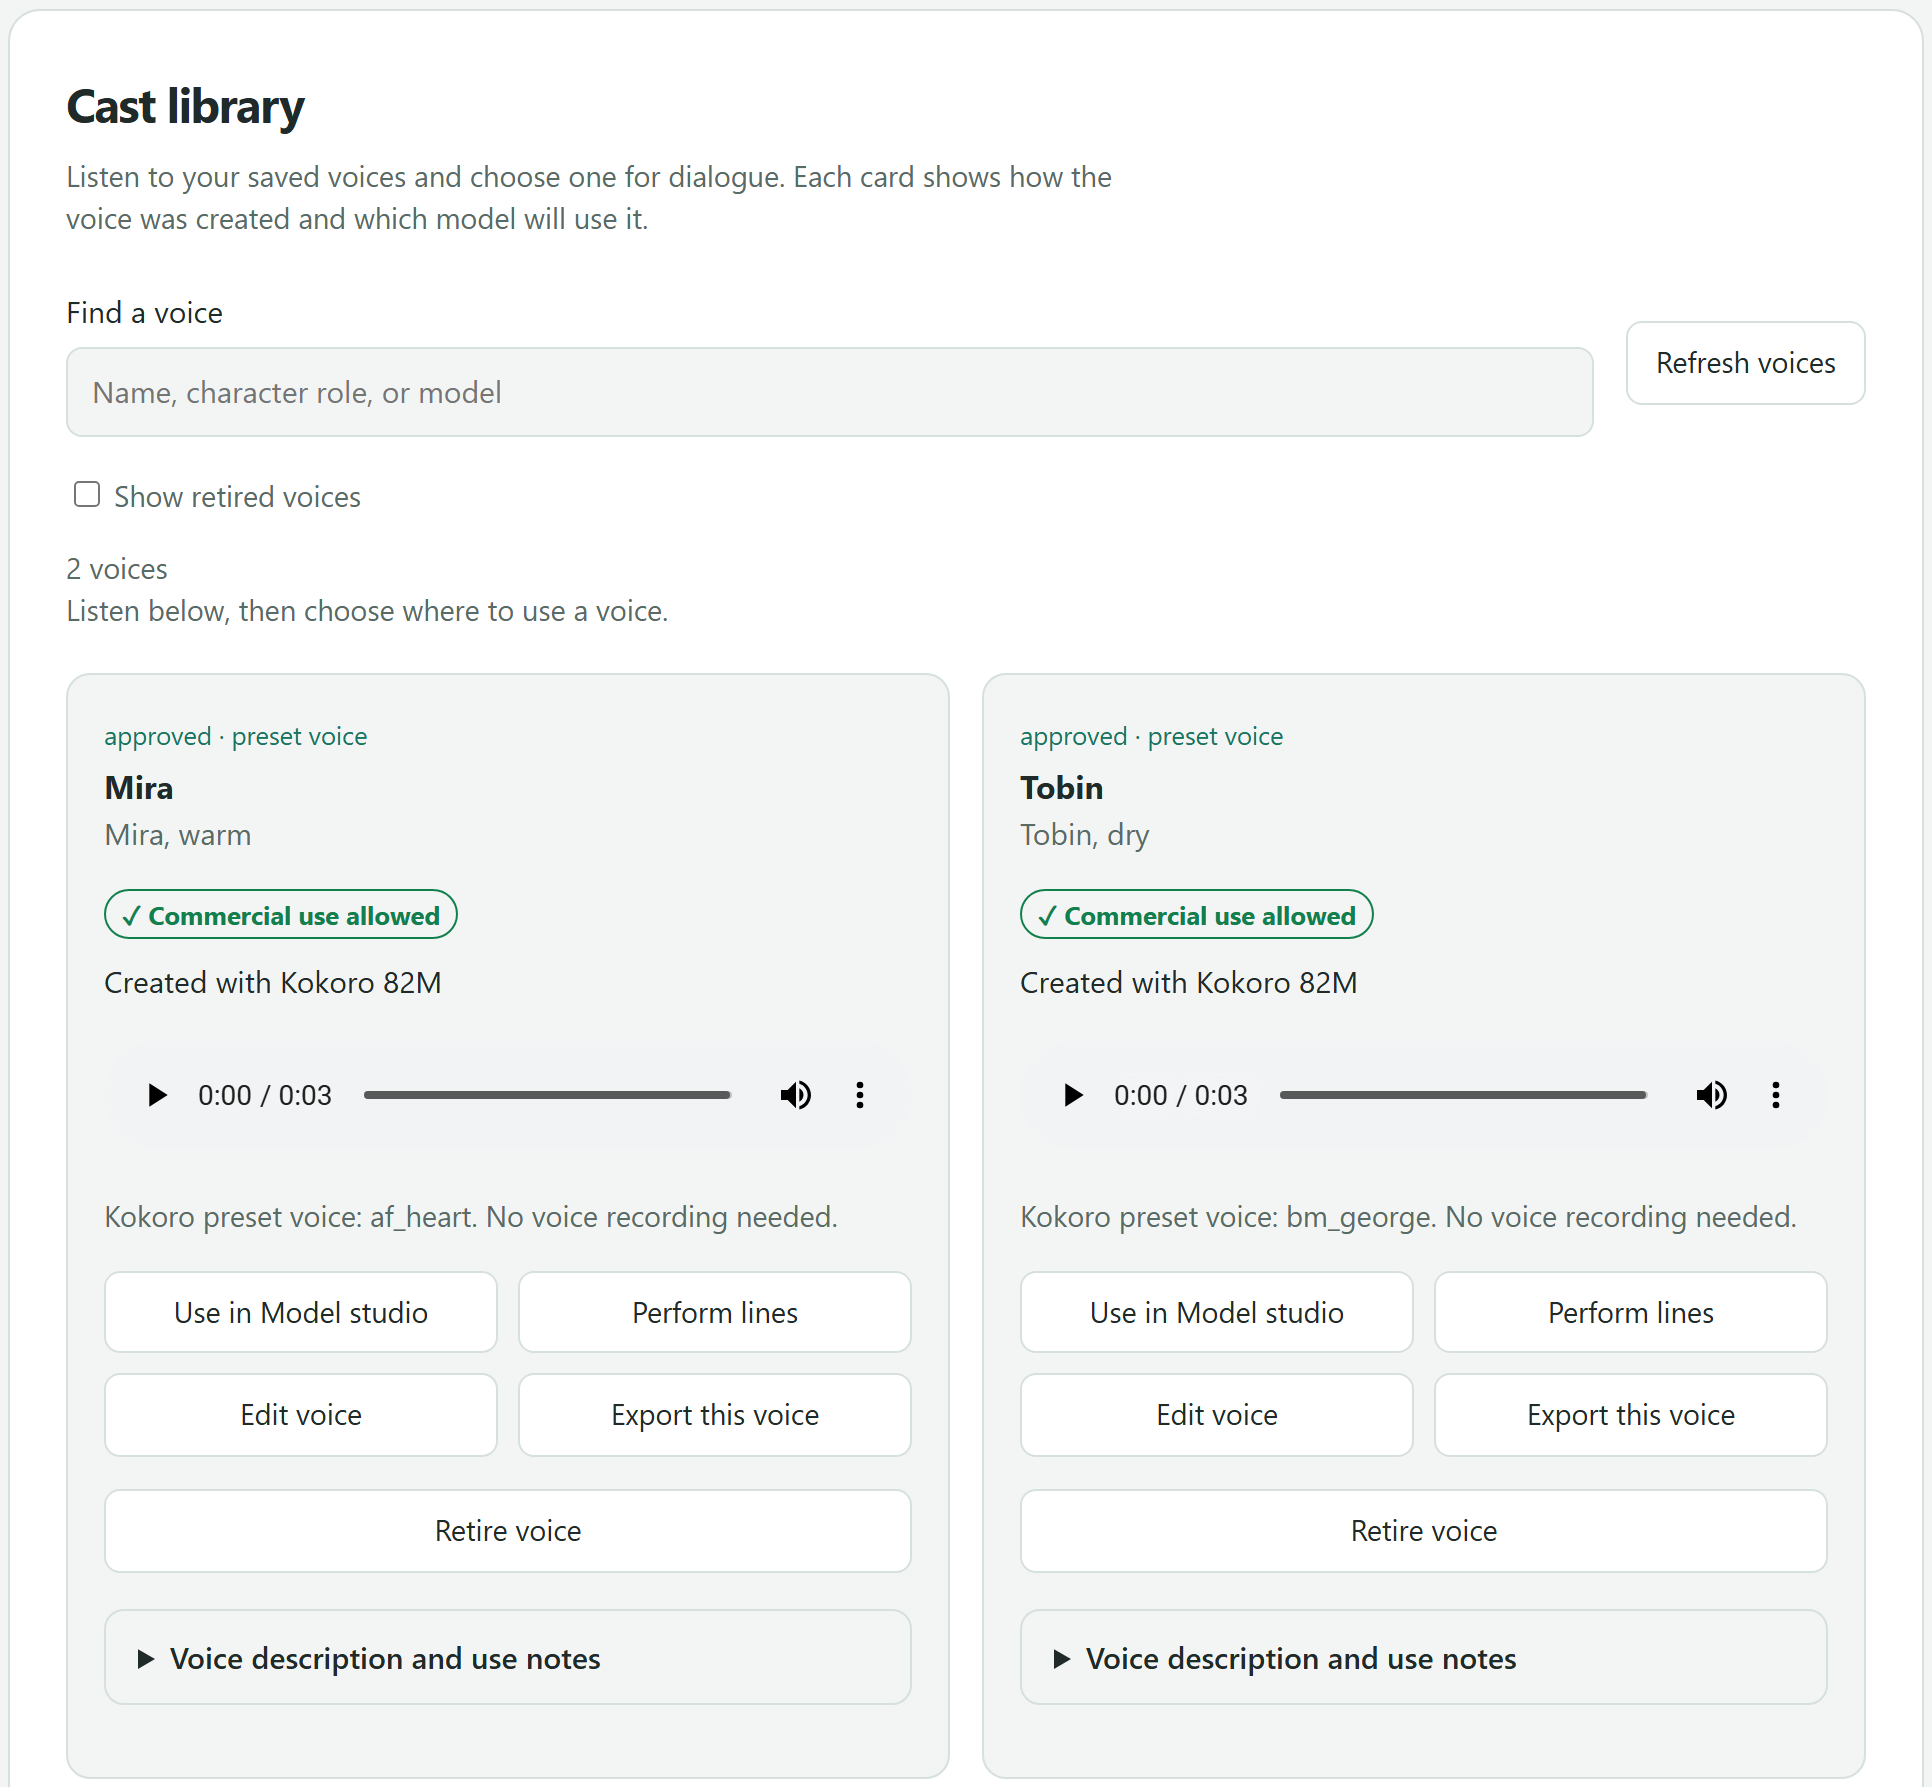 Cast library
Listen to your saved voices and choose one for dialogue. Each card shows how the
voice was created and which model will use it.
Find a voice
Name, character role, or model
Refresh voices
Show retired voices
2 voices
Listen below, then choose where to use a voice.
approved · preset voice
Mira
Mira, warm
✓ Commercial use allowed
Created with Kokoro 82M
0:00 / 0:03
Kokoro preset voice: af_heart. No voice recording needed.
Use in Model studio
Perform lines
Edit voice
Export this voice
Retire voice
Voice description and use notes
approved · preset voice
Tobin
Tobin, dry
✓ Commercial use allowed
Created with Kokoro 82M
0:00 / 0:03
Kokoro preset voice: bm_george. No voice recording needed.
Use in Model studio
Perform lines
Edit voice
Export this voice
Retire voice
Voice description and use notes